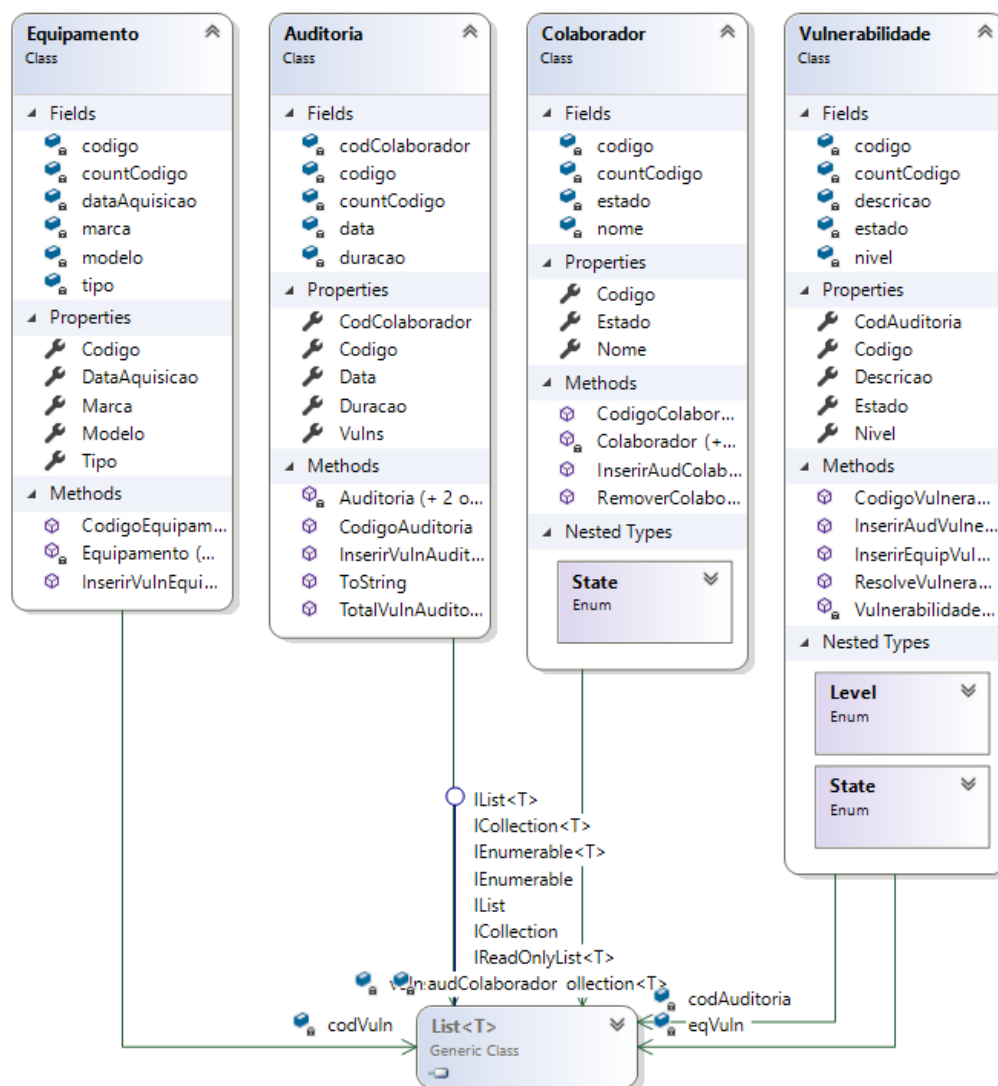 Equipamento
Class
Fields
codigo
countCodigo
dataAquisicao
marca
modelo
tipo
Properties
Codigo
DataAquisicao
Marca
Modelo
Tipo
Methods
CodigoEquipam...
Equipamento (...
InserirVulnEqui...
Auditoria
Class
Fields
codColaborador
codigo
countCodigo
data
duracao
Properties
CodColaborador
Codigo
Data
Duracao
Vulns
Methods
Auditoria (+ 2 o...
CodigoAuditoria
InserirVulnAudit...
ToString
TotalVulnAudito...
Colaborador
Class
Fields
codigo
countCodigo
estado
nome
Properties
Codigo
Estado
Nome
Methods
CodigoColabor...
Colaborador (+...
InserirAudColab...
RemoverColabo...
Nested Types
State
Enum
Vulnerabilidade
Class
Fields
codigo
countCodigo
descricao
estado
nivel
Properties
CodAuditoria
Codigo
Descricao
Estado
Nivel
Methods
CodigoVulnera...
InserirAudVulne...
InserirEquipVul...
ResolveVulnera...
Vulnerabilidade...
Nested Types
Level
Enum
State
Enum
IList<T>
ICollection<T>
IEnumerable<T>
IEnumerable
IList
ICollection
IReadOnlyList<T>
audColaborador ollection<T>
codAuditoria
codVuln
eqVuln
List<T>
Generic Class